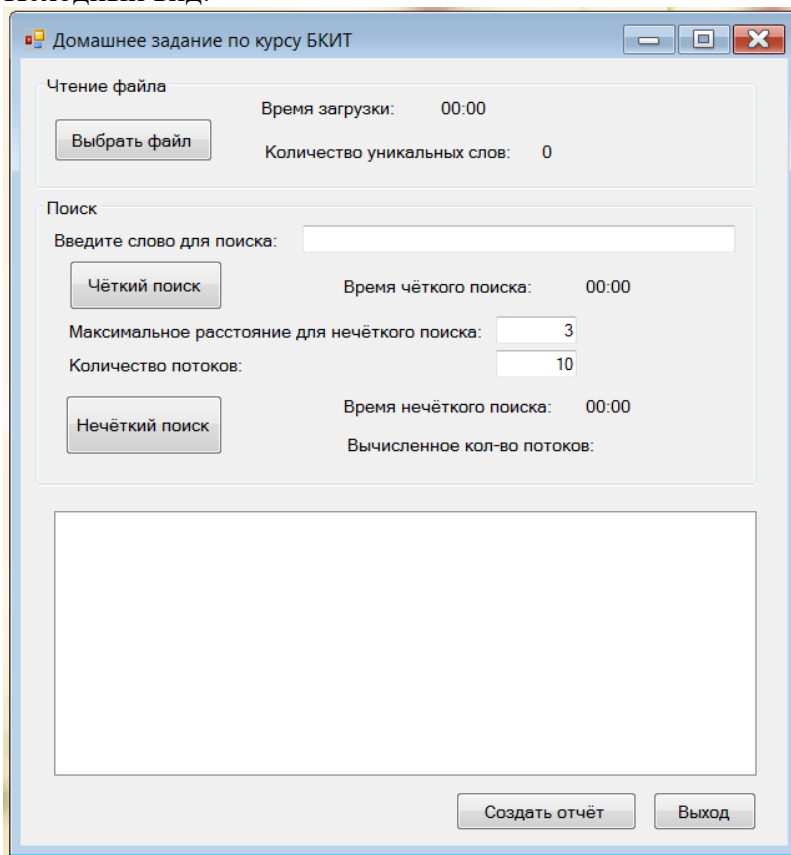 Исходный вид:
Домашнее задание по курсу БКИТ
Чтение файла
Время загрузки: 00:00
Выбрать файл
Количество уникальных слов: 0
Поиск
Введите слово для поиска:
Чёткий поиск
Время чёткого поиска: 00:00
Максимальное расстояние для нечёткого поиска: 3
Количество потоков: 10
Время нечёткого поиска: 00:00
Нечёткий поиск
Вычисленное кол-во потоков:
Создать отчёт Выход